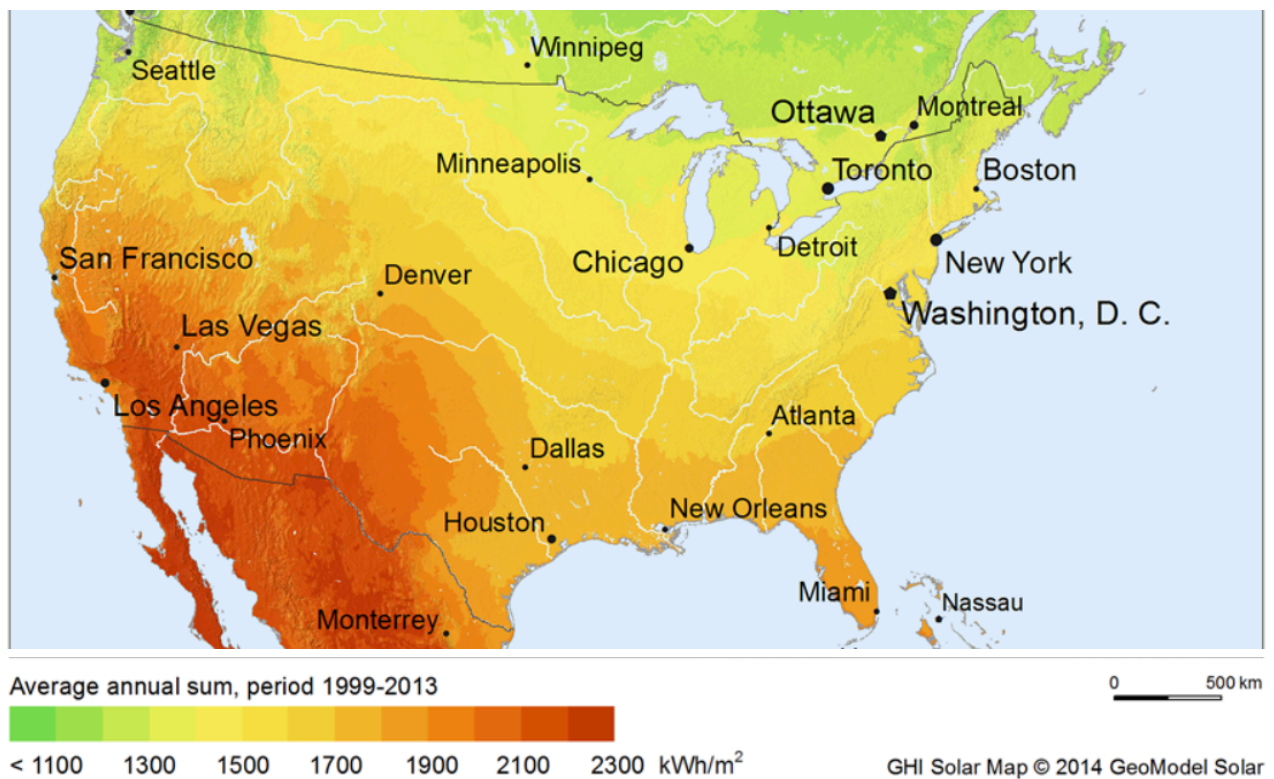 Winnipeg
Seattle
Ottawa
Montreal
Minneapolis
Toronto
Boston
San Francisco
Chicago
Detroit
New York
Denver
Las Vegas
Washington, D. C.
Los Angeles
Phoenix
Atlanta
Dallas
New Orleans
Houston
Miami
Nassau
Monterrey
Average annual sum, period 1999-2013
0 500 km
< 1100 1300 1500 1700 1900 2100 2300 kWh/m²
GHI Solar Map © 2014 GeoModel Solar